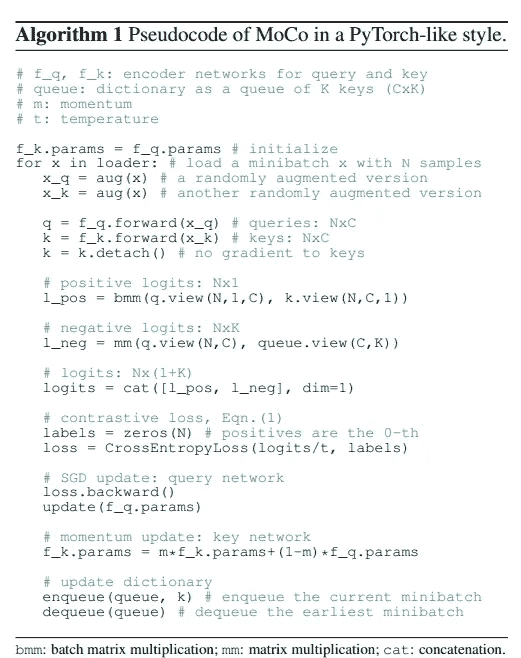 Algorithm 1 Pseudocode of MoCo in a PyTorch-like style.
# f_q, f_k: encoder networks for query and key
# queue: dictionary as a queue of K keys (CxK)
# m: momentum
# t: temperature
f_k.params = f_q.params # initialize
for x in loader: # load a minibatch x with N samples
x_q = aug(x) # a randomly augmented version
x_k = aug(x) # another randomly augmented version
q = f_q.forward(x_q) # queries: NxC
k = f_k.forward(x_k) # keys: NxC
k = k.detach() # no gradient to keys
# positive logits: Nx1
l_pos = bmm(q.view(N,1,C), k.view(N,C,1))
# negative logits: NxK
l_neg = mm(q.view(N,C), queue.view(C,K))
# logits: Nx(1+K)
logits = cat([l_pos, l_neg], dim=1)
# contrastive loss, Eqn.(1)
labels = zeros(N) # positives are the 0-th
loss = CrossEntropyLoss(logits/t, labels)
# SGD update: query network
loss.backward()
update(f_q.params)
# momentum update: key network
f_k.params = m*f_k.params+(1-m)*f_q.params
# update dictionary
enqueue(queue, k) # enqueue the current minibatch
dequeue(queue) # dequeue the earliest minibatch
bmm: batch matrix multiplication; mm: matrix multiplication; cat: concatenation.